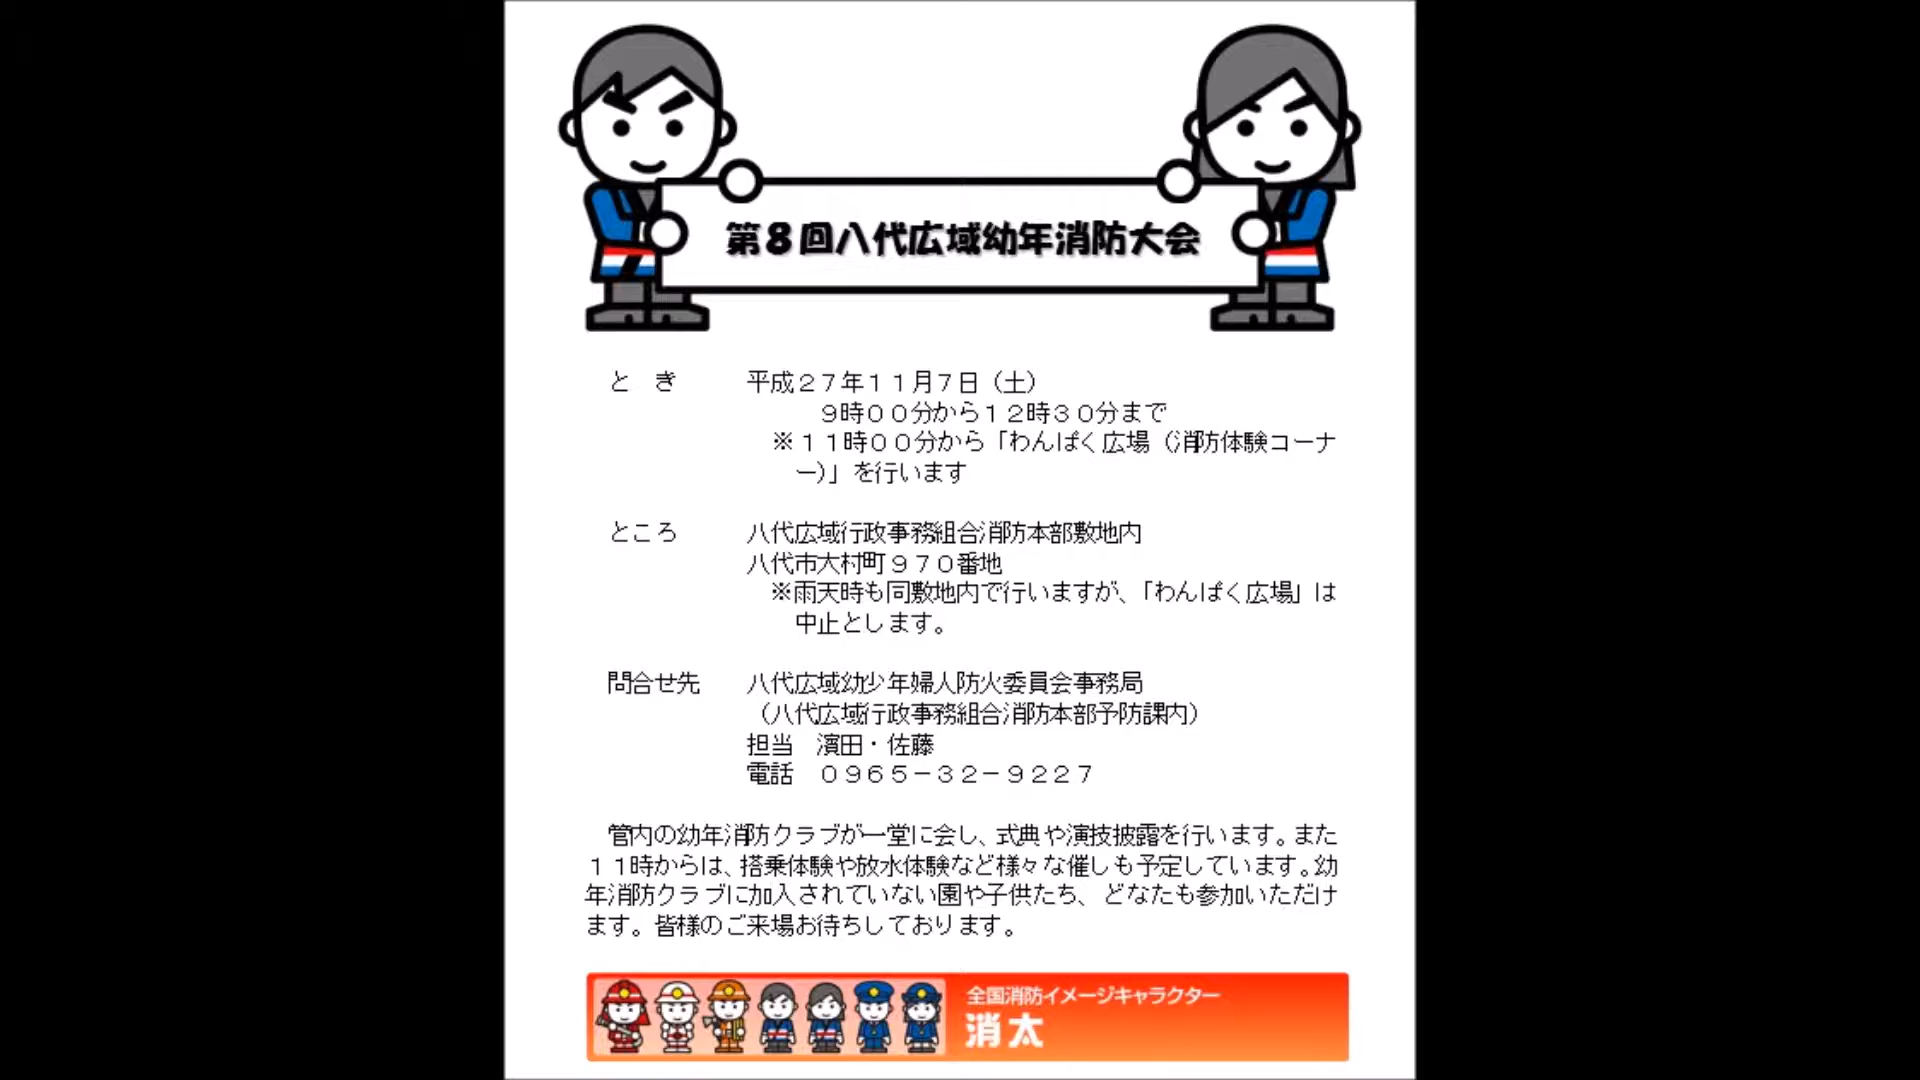 第8回八代広域幼年消防大会
とき 平成27年11月7日（土）
9時00分から12時30分まで
※11時00分から「わんぱく広場（消防体験コーナ
ー）」を行います
ところ 八代広域行政事務組合消防本部敷地内
八代市大村町970番地
※雨天時も同敷地内で行いますが、「わんぱく広場」は
中止とします。
問合せ先 八代広域幼少年婦人防火委員会事務局
（八代広域行政事務組合消防本部予防課内）
担当 濱田・佐藤
電話 0965－32－9227
管内の幼年消防クラブが一堂に会し、式典や演技披露を行います。また
11時からは、搭乗体験や放水体験など様々な催しも予定しています。幼
年消防クラブに加入されていない園や子供たち、どなたも参加いただけ
ます。皆様のご来場お待ちしております。
全国消防イメージキャラクター
消太